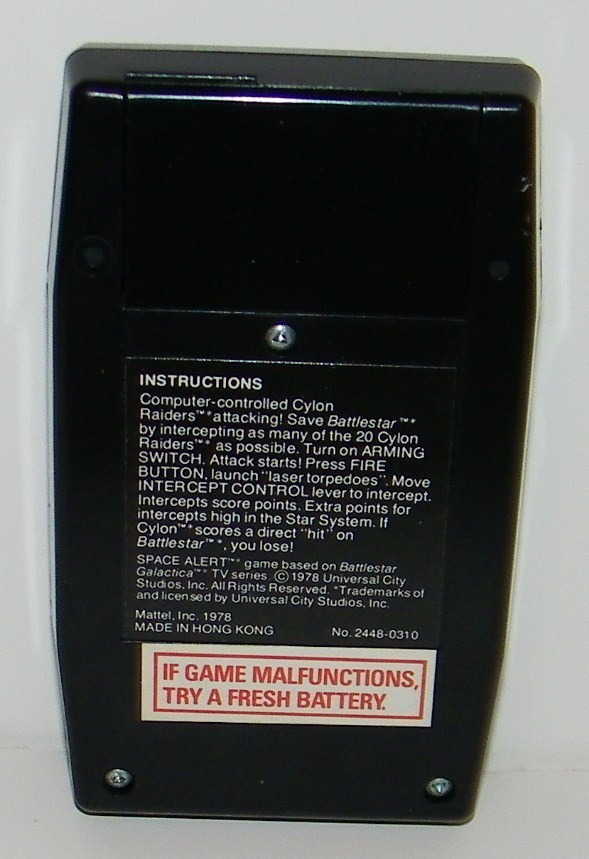 INSTRUCTIONS
Computer-controlled Cylon
Raiders™* attacking! Save Battlestar™*
by intercepting as many of the 20 Cylon
Raiders™* as possible. Turn on ARMING
SWITCH. Attack starts! Press FIRE
BUTTON, launch "laser torpedoes". Move
INTERCEPT CONTROL lever to intercept.
Intercepts score points. Extra points for
intercepts high in the Star System. If
Cylon™* scores a direct "hit" on
Battlestar™*, you lose!
SPACE ALERT™* game based on Battlestar
Galactica™* TV series. © 1978 Universal City
Studios, Inc. All Rights Reserved. *Trademarks of
and licensed by Universal City Studios, Inc.
Mattel, Inc. 1978
MADE IN HONG KONG No. 2448-0310
IF GAME MALFUNCTIONS,
TRY A FRESH BATTERY.